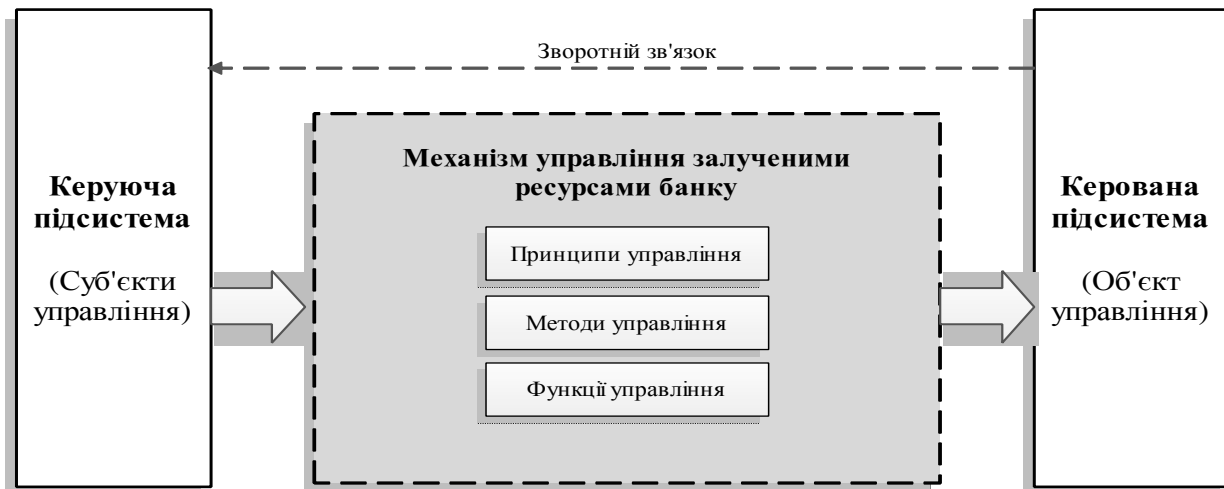 Зворотній зв'язок
Керуюча
підсистема
(Суб'єкти
управління)
Механізм управління залученими
ресурсами банку
Принципи управління
Методи управління
Функції управління
Керована
підсистема
(Об'єкт
управління)